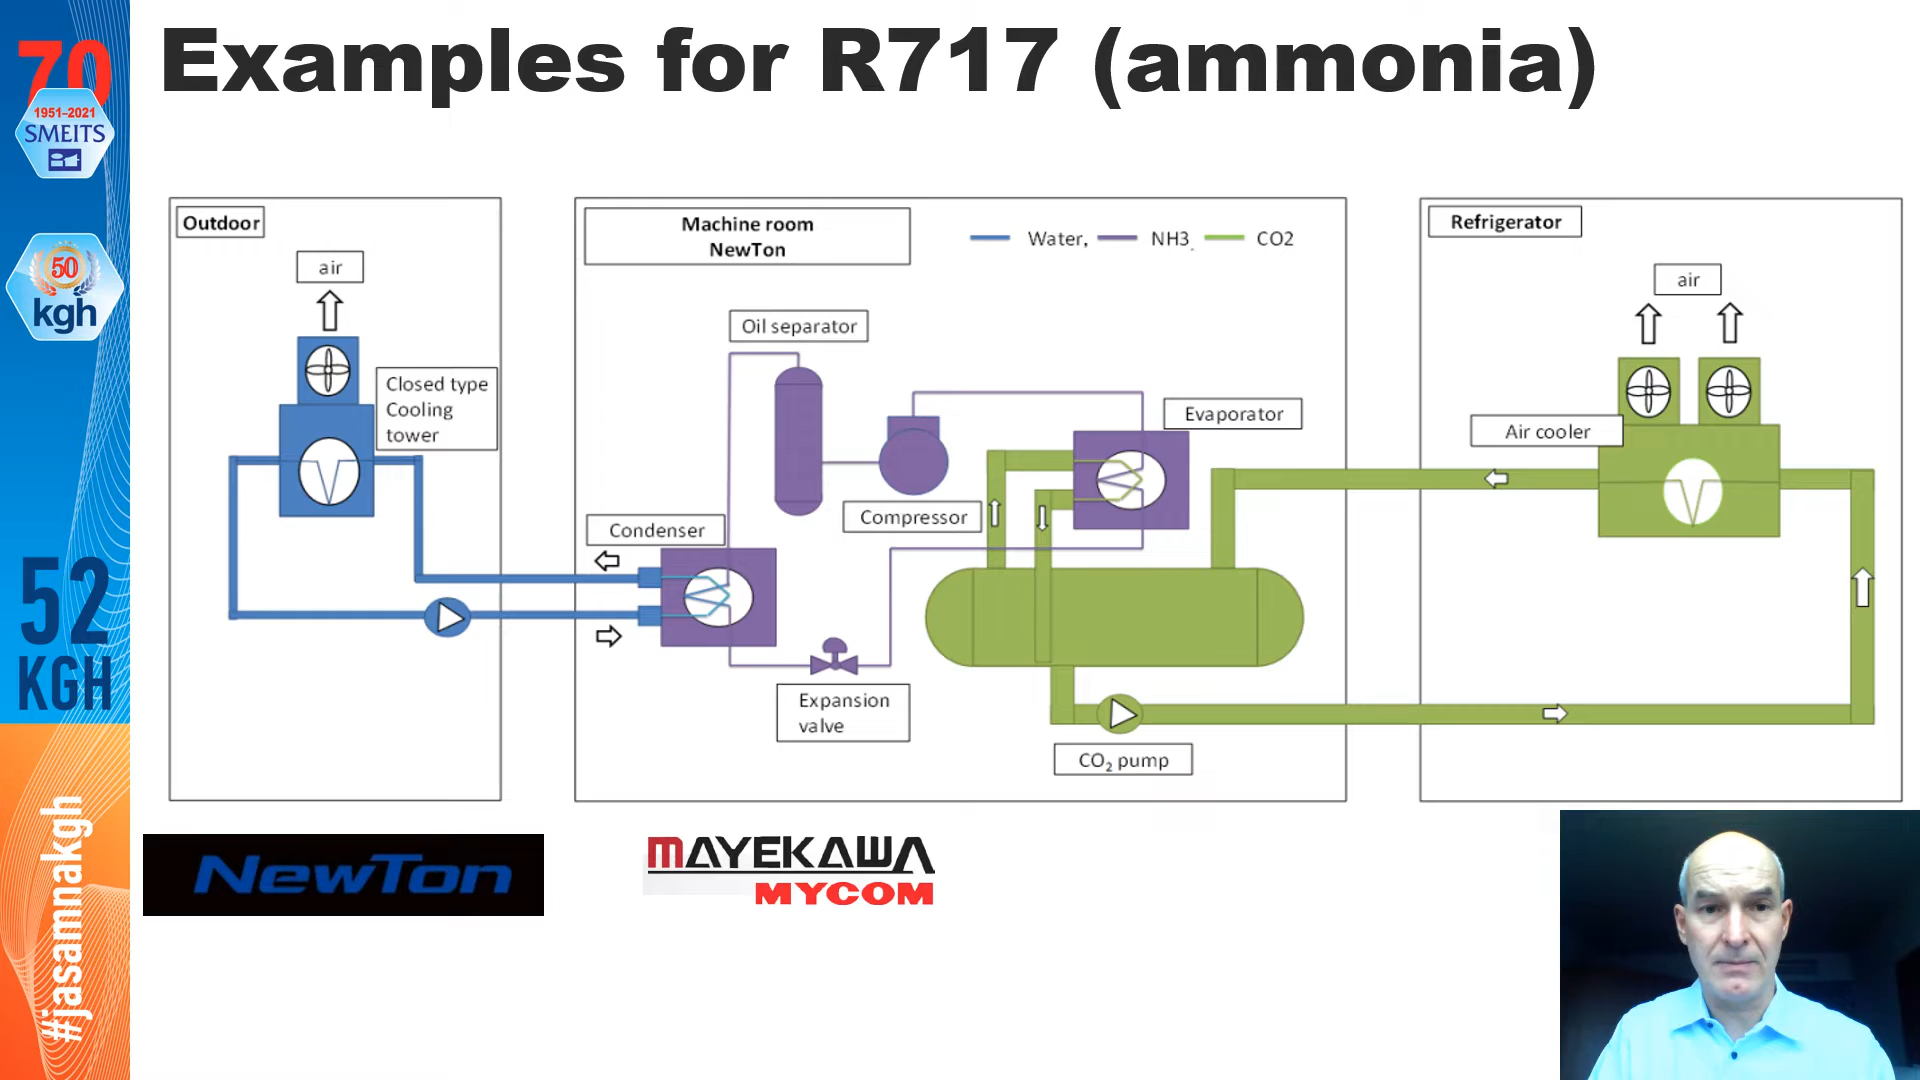 Examples for R717 (ammonia)
70
1951-2021
SMEITS
50
kgh
52
KGH
#jasamnakgh
Outdoor
air
Closed type
Cooling
tower
Machine room
NewTon
Water,
NH3
CO2
Oil separator
Evaporator
Compressor
Condenser
Expansion
valve
CO₂ pump
Refrigerator
air
Air cooler
NewTon
MAYEKAWA
MYCOM